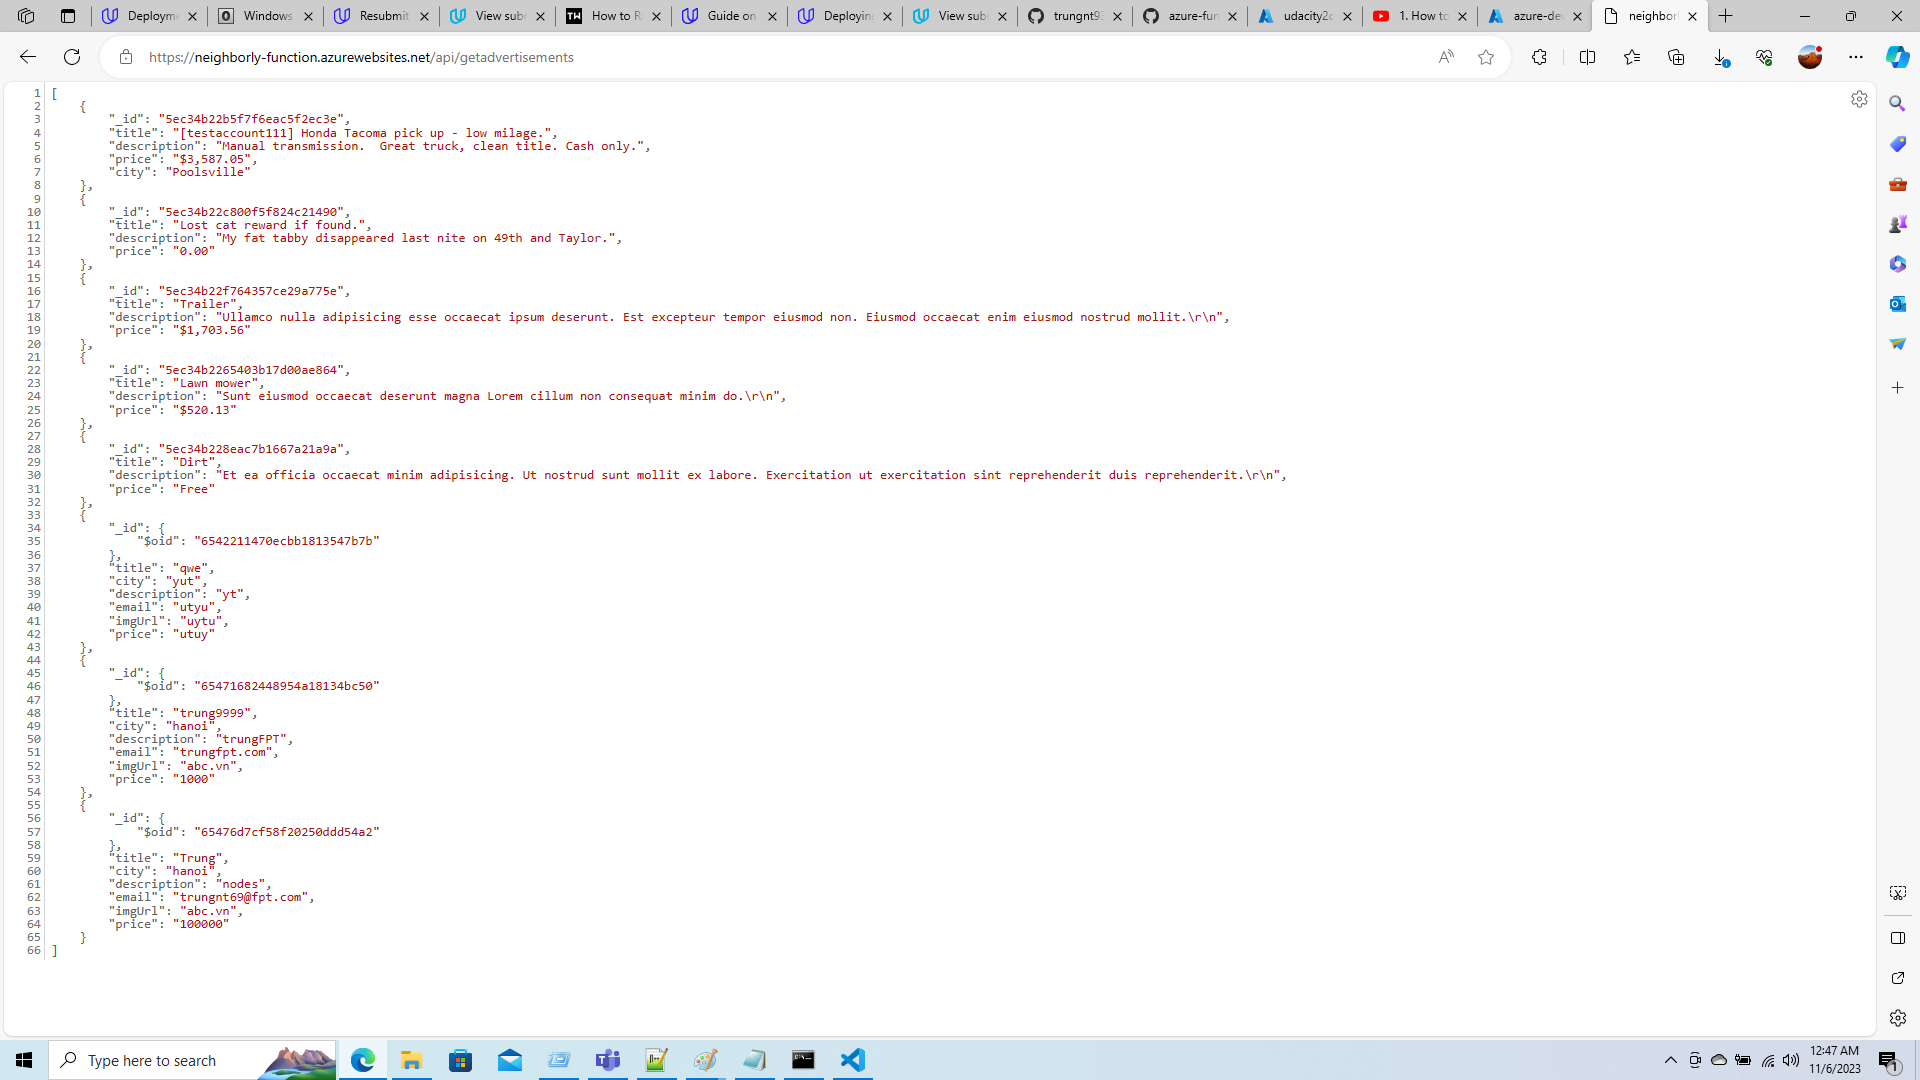 Deployme
Windows
Resubmit
View subr
How to R
Guide on
Deploying
View subr
trungnt93
azure-fun
udacity2c
1. How to
azure-dev
neighborl
https://neighborly-function.azurewebsites.net/api/getadvertisements
1 [
2 {
3 "_id": "5ec34b22b5f7f6eac5f2ec3e",
4 "title": "[testaccount111] Honda Tacoma pick up - low milage.",
5 "description": "Manual transmission.  Great truck, clean title. Cash only.",
6 "price": "$3,587.05",
7 "city": "Poolsville"
8 },
9 {
10 "_id": "5ec34b22c800f5f824c21490",
11 "title": "Lost cat reward if found.",
12 "description": "My fat tabby disappeared last nite on 49th and Taylor.",
13 "price": "0.00"
14 },
15 {
16 "_id": "5ec34b22f764357ce29a775e",
17 "title": "Trailer",
18 "description": "Ullamco nulla adipisicing esse occaecat ipsum deserunt. Est excepteur tempor eiusmod non. Eiusmod occaecat enim eiusmod nostrud mollit.\r\n",
19 "price": "$1,703.56"
20 },
21 {
22 "_id": "5ec34b2265403b17d00ae864",
23 "title": "Lawn mower",
24 "description": "Sunt eiusmod occaecat deserunt magna Lorem cillum non consequat minim do.\r\n",
25 "price": "$520.13"
26 },
27 {
28 "_id": "5ec34b228eac7b1667a21a9a",
29 "title": "Dirt",
30 "description": "Et ea officia occaecat minim adipisicing. Ut nostrud sunt mollit ex labore. Exercitation ut exercitation sint reprehenderit duis reprehenderit.\r\n",
31 "price": "Free"
32 },
33 {
34 "_id": {
35 "$oid": "6542211470ecbb1813547b7b"
36 },
37 "title": "qwe",
38 "city": "yut",
39 "description": "yt",
40 "email": "utyu",
41 "imgUrl": "uytu",
42 "price": "utuy"
43 },
44 {
45 "_id": {
46 "$oid": "65471682448954a18134bc50"
47 },
48 "title": "trung9999",
49 "city": "hanoi",
50 "description": "trungFPT",
51 "email": "trungfpt.com",
52 "imgUrl": "abc.vn",
53 "price": "1000"
54 },
55 {
56 "_id": {
57 "$oid": "65476d7cf58f20250ddd54a2"
58 },
59 "title": "Trung",
60 "city": "hanoi",
61 "description": "nodes",
62 "email": "trungnt69@fpt.com",
63 "imgUrl": "abc.vn",
64 "price": "100000"
65 }
66 ]
Type here to search
12:47 AM
11/6/2023
1